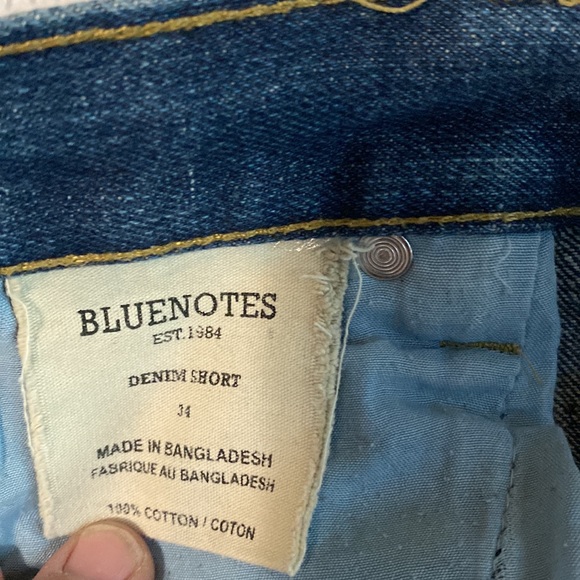 BLUENOTES
EST.1984
DENIM SHORT
34
MADE IN BANGLADESH
FABRIQUE AU BANGLADESH
100% COTTON / COTON